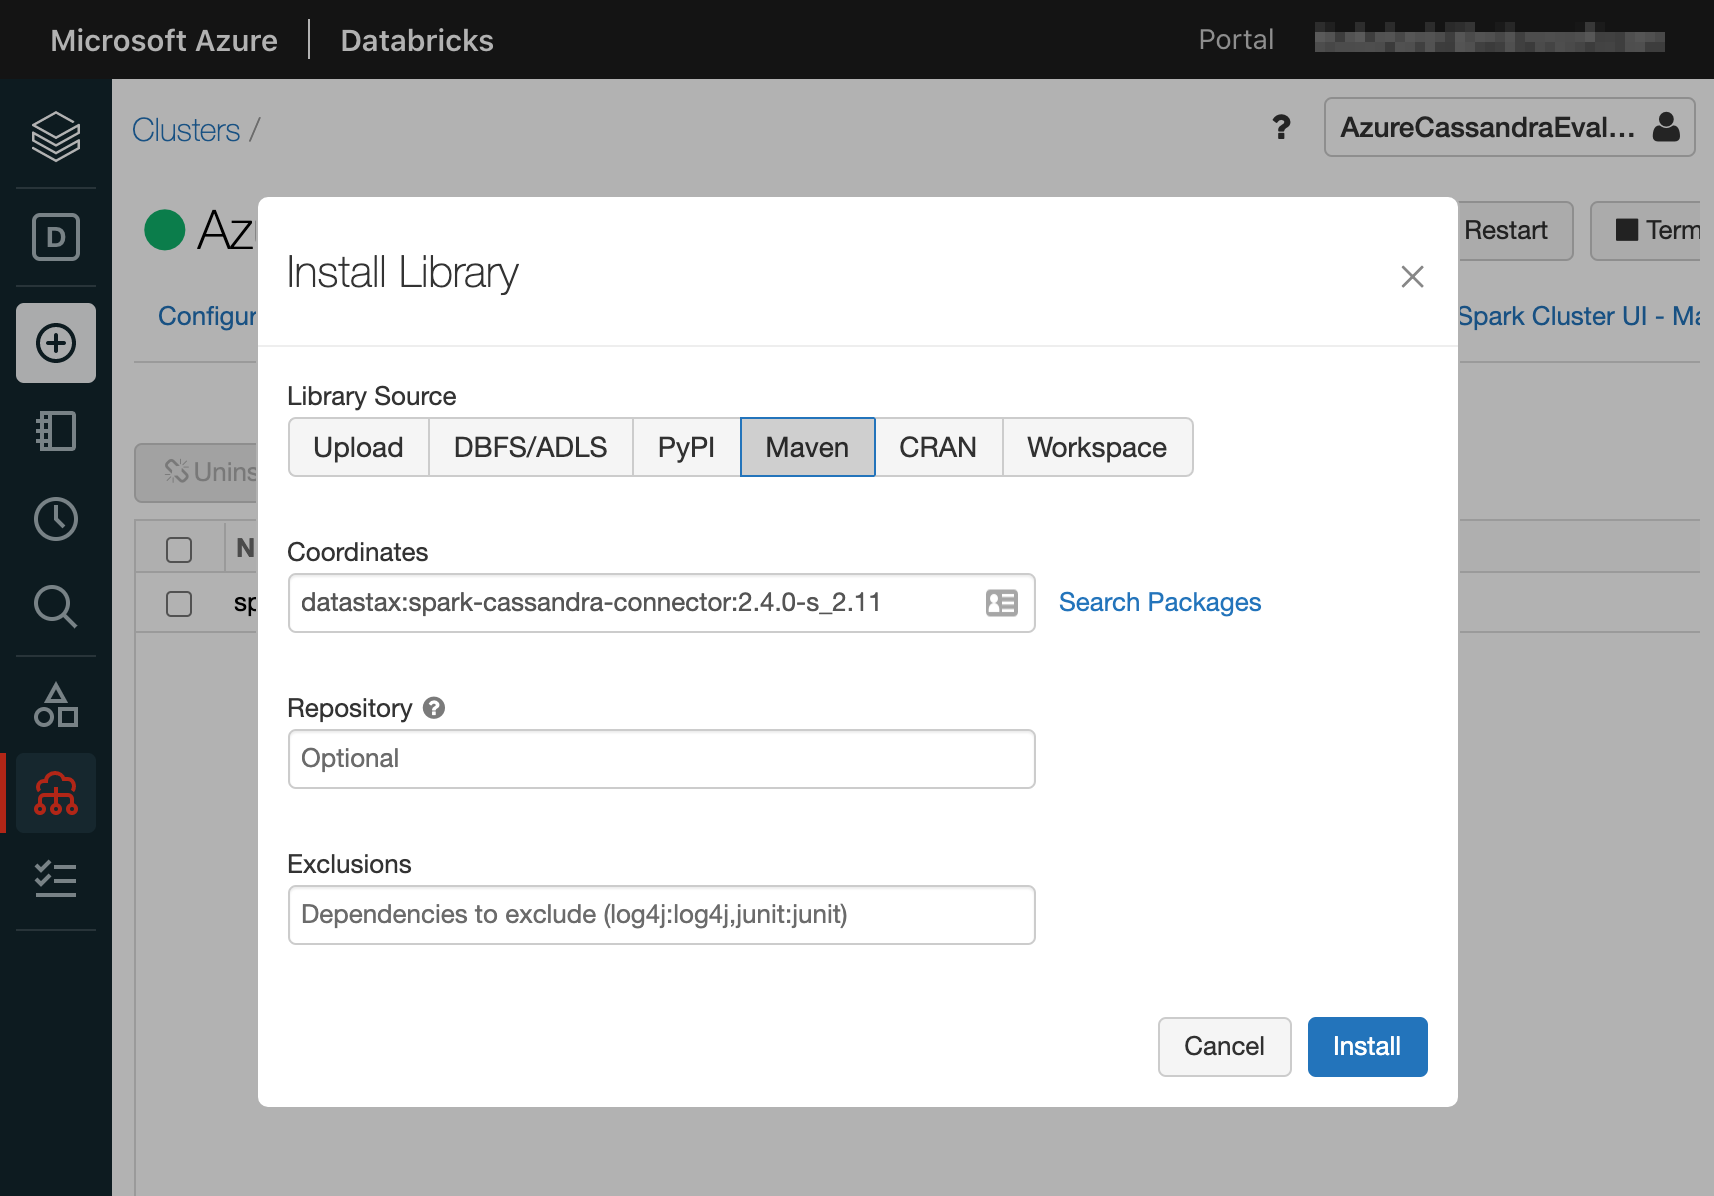 Microsoft Azure | Databricks
Portal
Clusters /
? AzureCassandraEval...
Restart
D
Install Library
Library Source
Upload DBFS/ADLS PyPI Maven CRAN Workspace
Coordinates
datastax:spark-cassandra-connector:2.4.0-s_2.11
Search Packages
Repository ?
Optional
Exclusions
Dependencies to exclude (log4j:log4j,junit:junit)
Cancel Install
Az
Term
Configur
Spark Cluster UI - Ma
Unins
N
sp